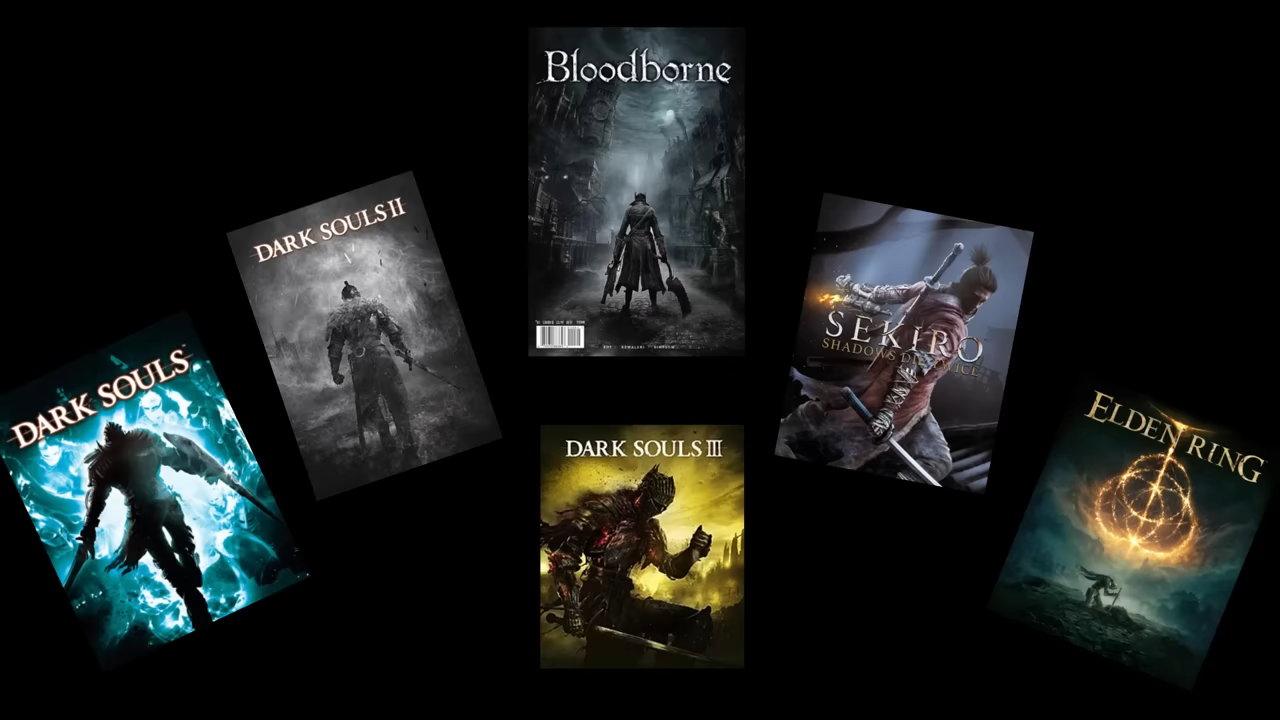 Bloodborne
DARK SOULS II
SEKIRO
SHADOWS DIE TWICE
DARK SOULS
ELDEN RING
DARK SOULS III